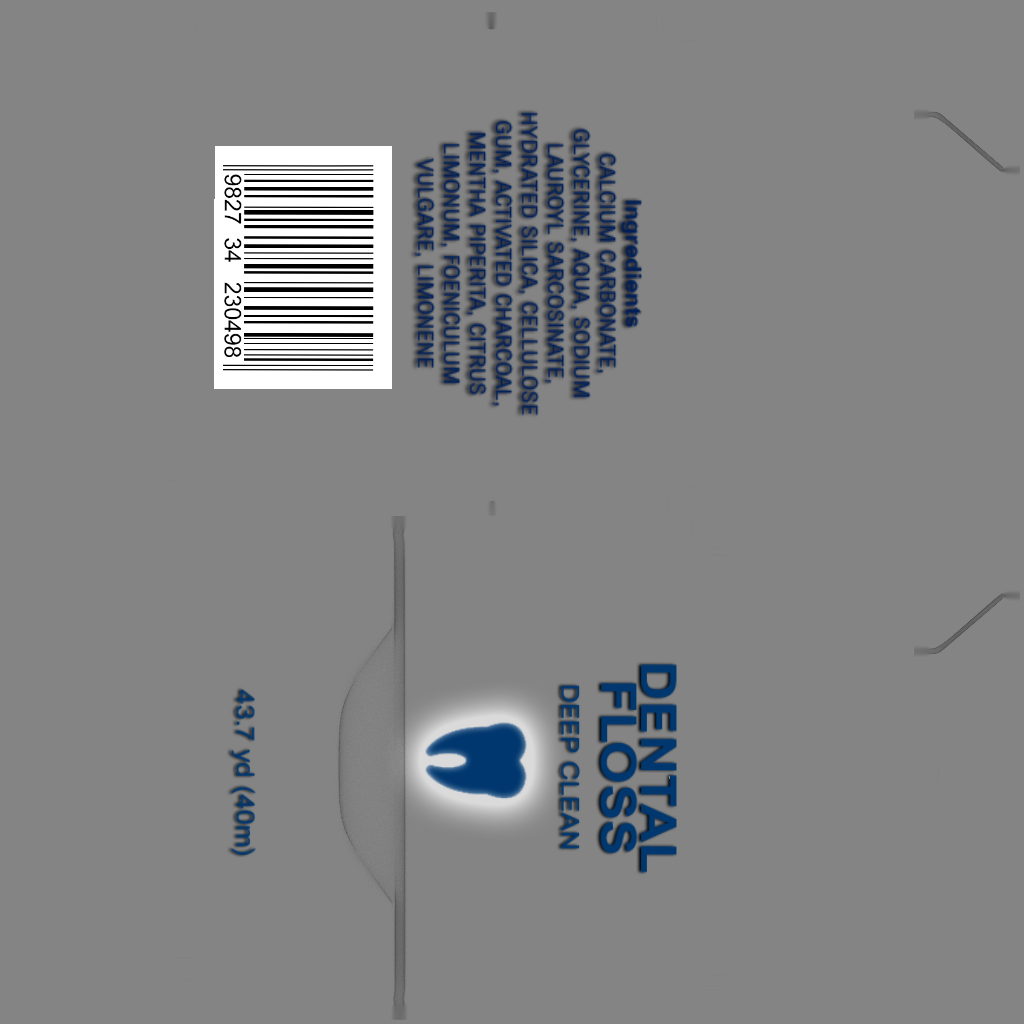 Ingredients
CALCIUM CARBONATE,
GLYCERINE, AQUA, SODIUM
LAUROYL SARCOSINATE,
HYDRATED SILICA, CELLULOSE
GUM, ACTIVATED CHARCOAL,
MENTHA PIPERITA, CITRUS
LIMONUM, FOENICULUM
VULGARE, LIMONENE
9827 34 230498
DENTAL
FLOSS
DEEP CLEAN
43.7 yd (40m)